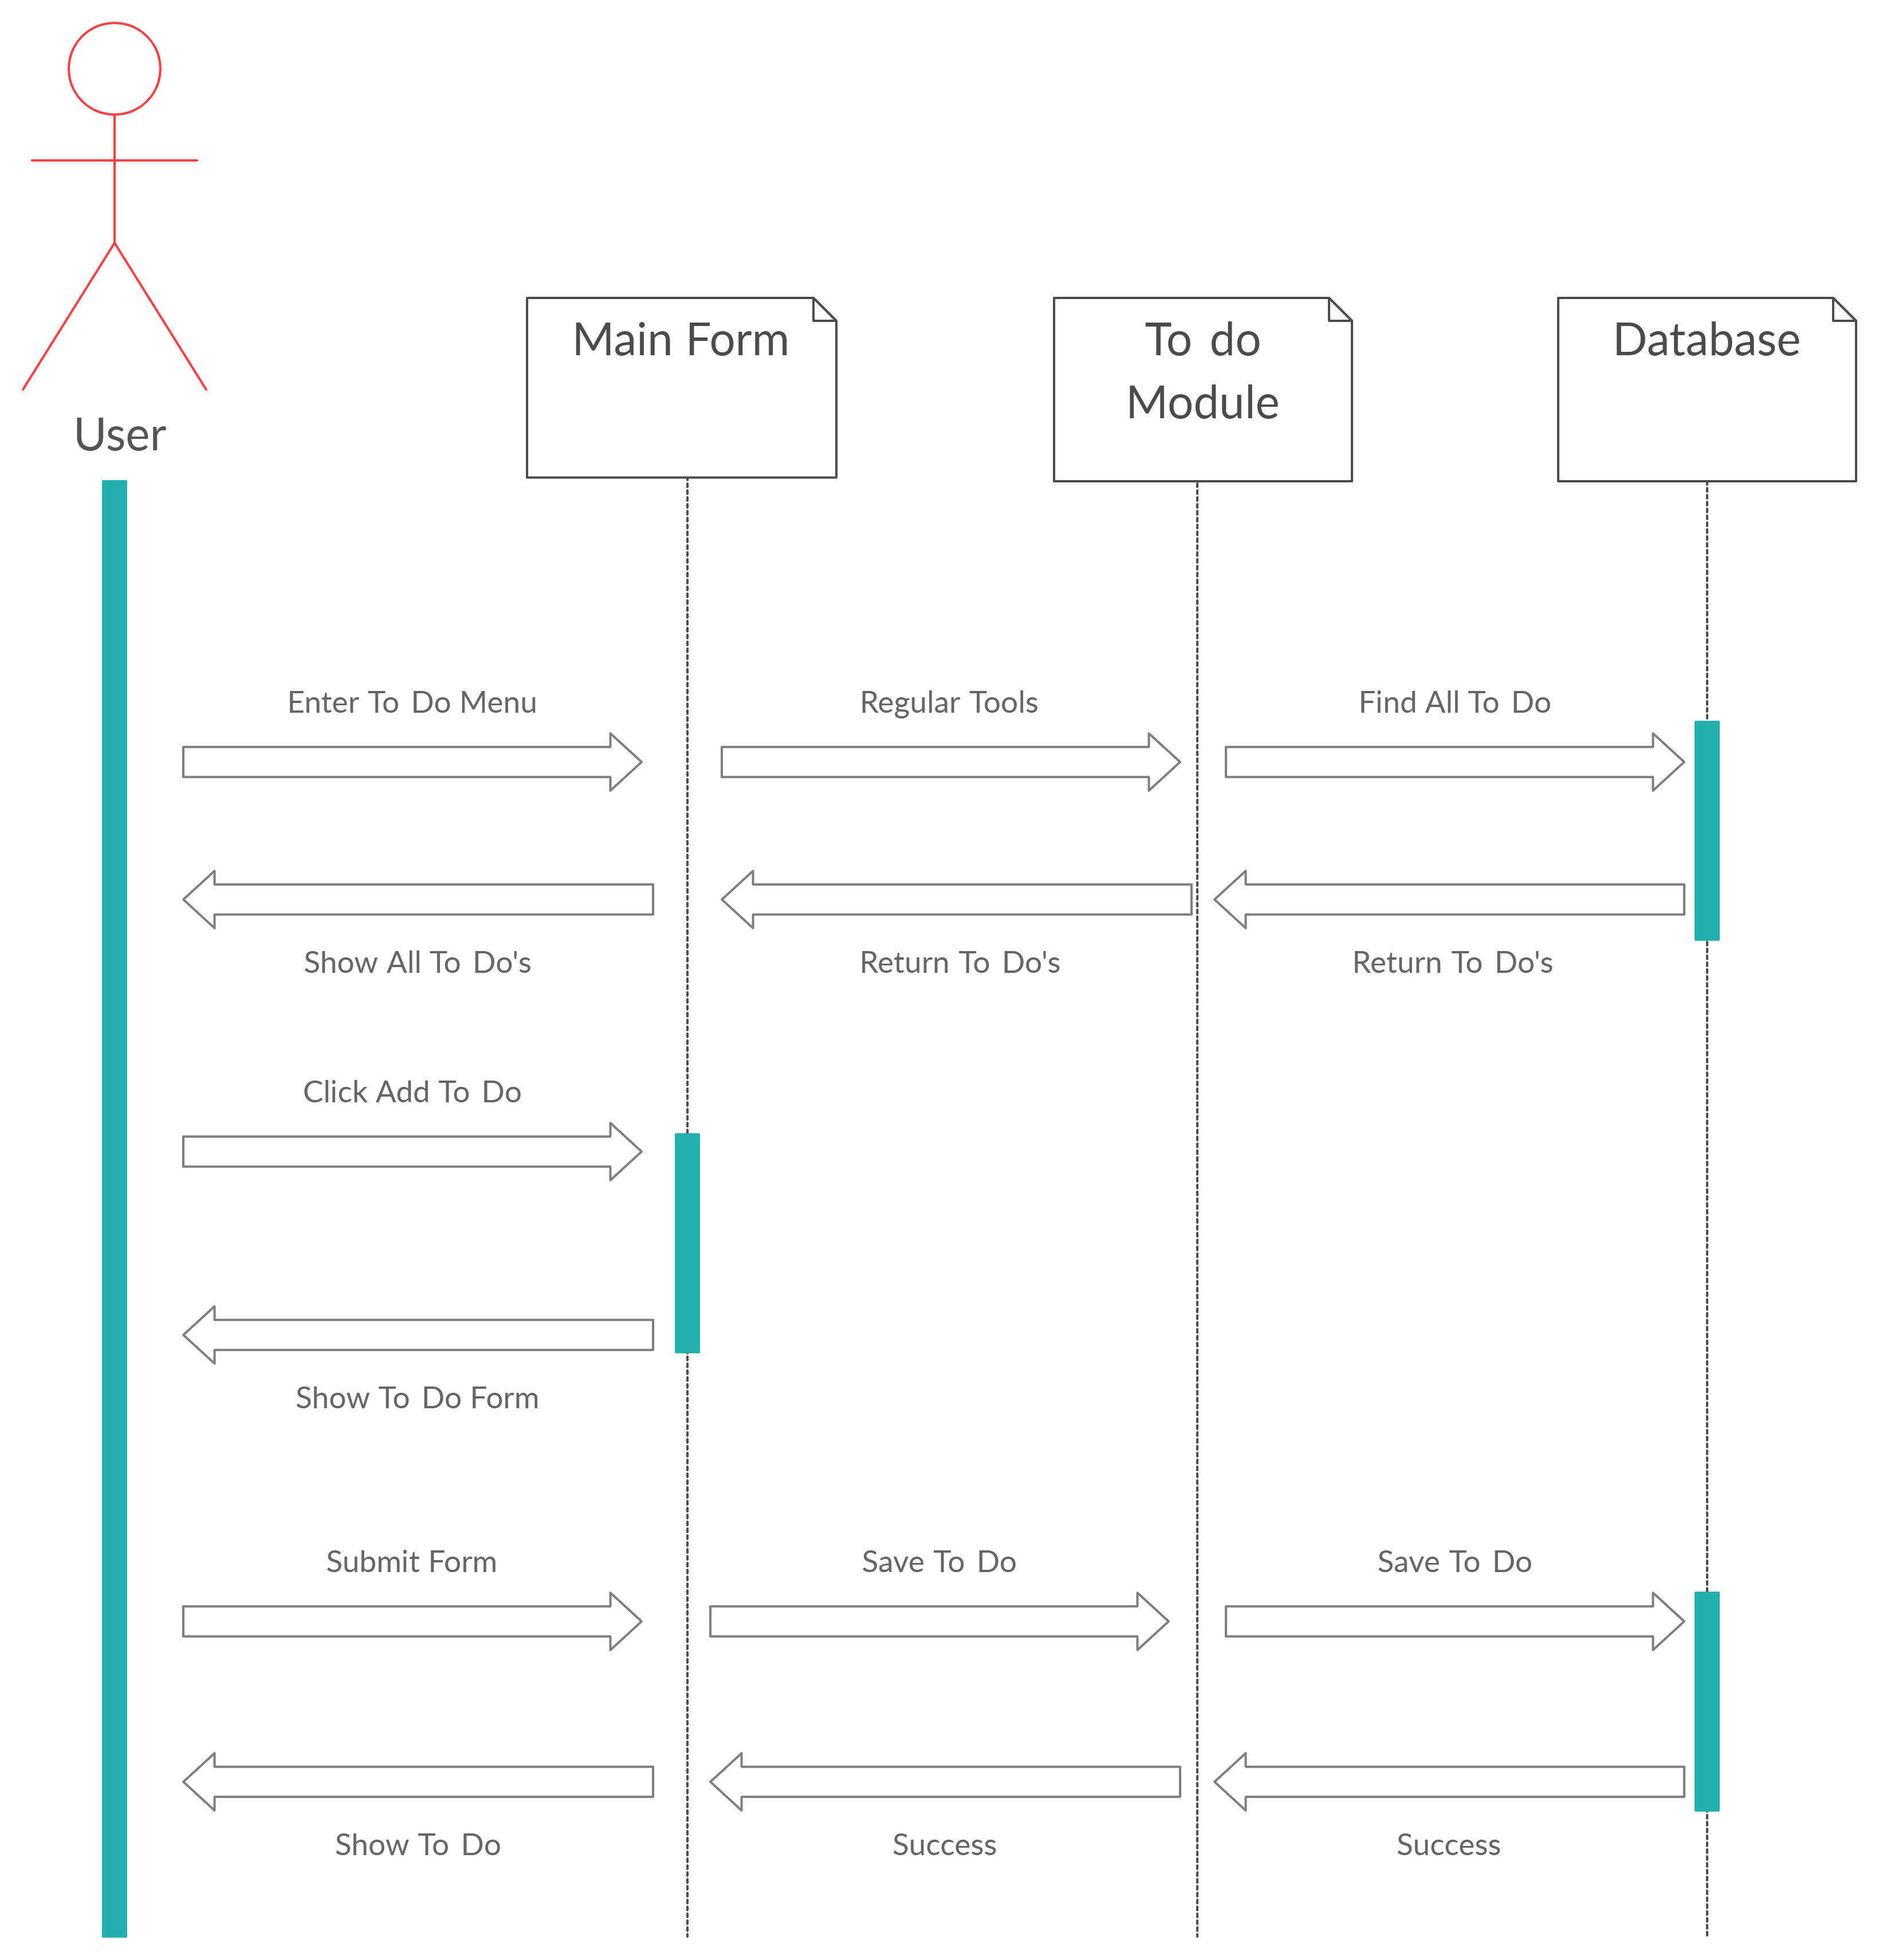 User
Main Form
To do
Module
Database
Enter To Do Menu
Regular Tools
Find All To Do
Show All To Do's
Return To Do's
Return To Do's
Click Add To Do
Show To Do Form
Submit Form
Save To Do
Save To Do
Show To Do
Success
Success